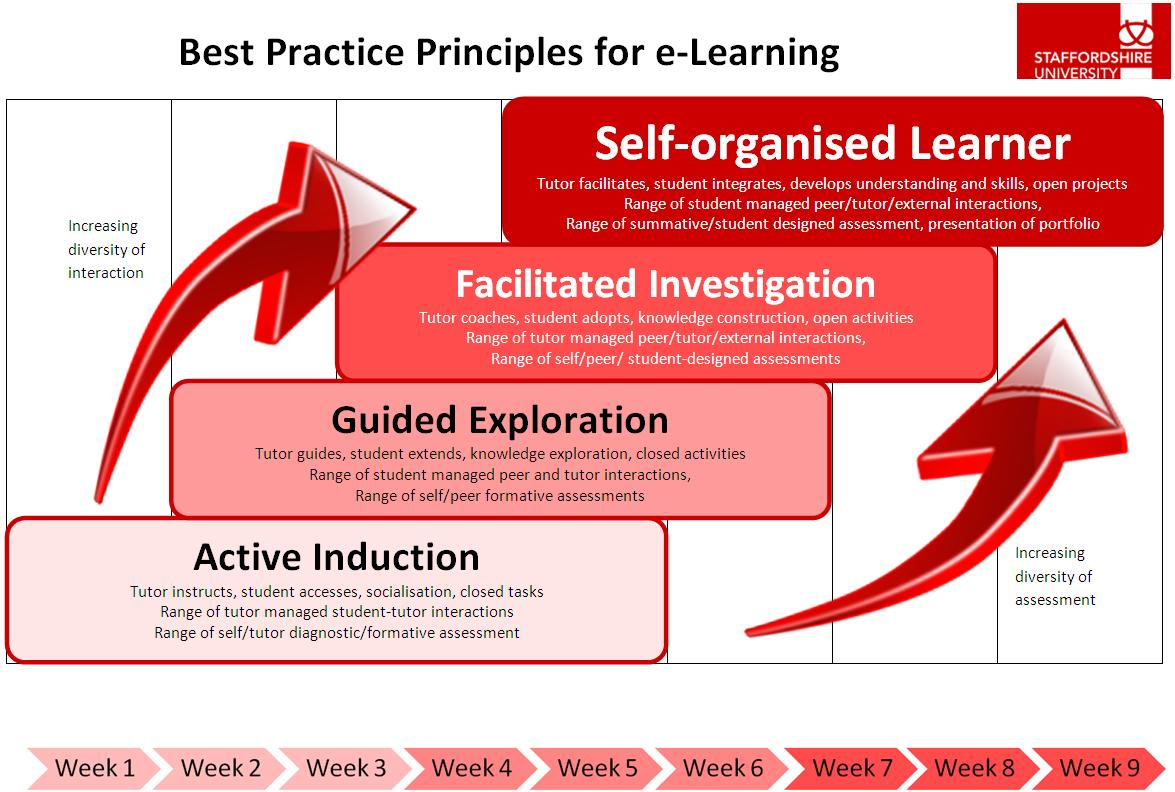 Best Practice Principles for e-Learning
STAFFORDSHIRE
UNIVERSITY
Self-organised Learner
Tutor facilitates, student integrates, develops understanding and skills, open projects
Range of student managed peer/tutor/external interactions,
Range of summative/student designed assessment, presentation of portfolio
Increasing
diversity of
interaction
Facilitated Investigation
Tutor coaches, student adopts, knowledge construction, open activities
Range of tutor managed peer/tutor/external interactions,
Range of self/peer/ student-designed assessments
Guided Exploration
Tutor guides, student extends, knowledge exploration, closed activities
Range of student managed peer and tutor interactions,
Range of self/peer formative assessments
Active Induction
Tutor instructs, student accesses, socialisation, closed tasks
Range of tutor managed student-tutor interactions
Range of self/tutor diagnostic/formative assessment
Increasing
diversity of
assessment
Week 1 Week 2 Week 3 Week 4 Week 5 Week 6 Week 7 Week 8 Week 9